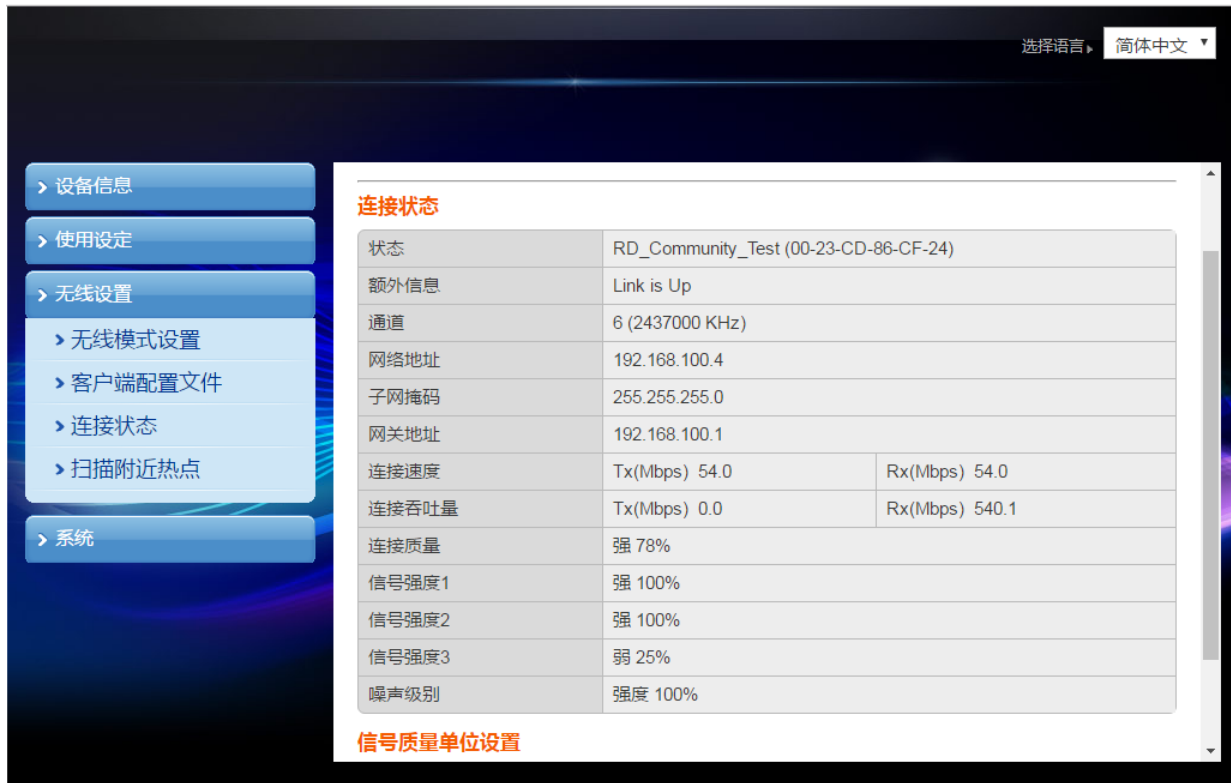 选择语言 简体中文
设备信息
使用设定
无线设置
无线模式设置
客户端配置文件
连接状态
扫描附近热点
系统
连接状态
状态 RD_Community_Test (00-23-CD-86-CF-24)
额外信息 Link is Up
通道 6 (2437000 KHz)
网络地址 192.168.100.4
子网掩码 255.255.255.0
网关地址 192.168.100.1
连接速度 Tx(Mbps) 54.0 Rx(Mbps) 54.0
连接吞吐量 Tx(Mbps) 0.0 Rx(Mbps) 540.1
连接质量 强 78%
信号强度1 强 100%
信号强度2 强 100%
信号强度3 弱 25%
噪声级别 强度 100%
信号质量单位设置